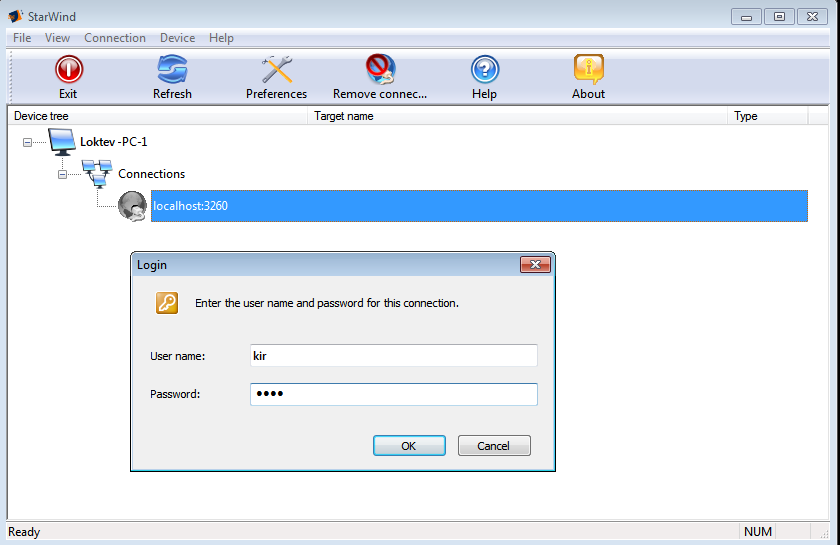 StarWind
File View Connection Device Help
Exit Refresh Preferences Remove connec... Help About
Device tree Target name Type
Loktev -PC-1
Connections
localhost:3260
Login
Enter the user name and password for this connection.
User name: kir
Password: ••••
OK Cancel
Ready NUM